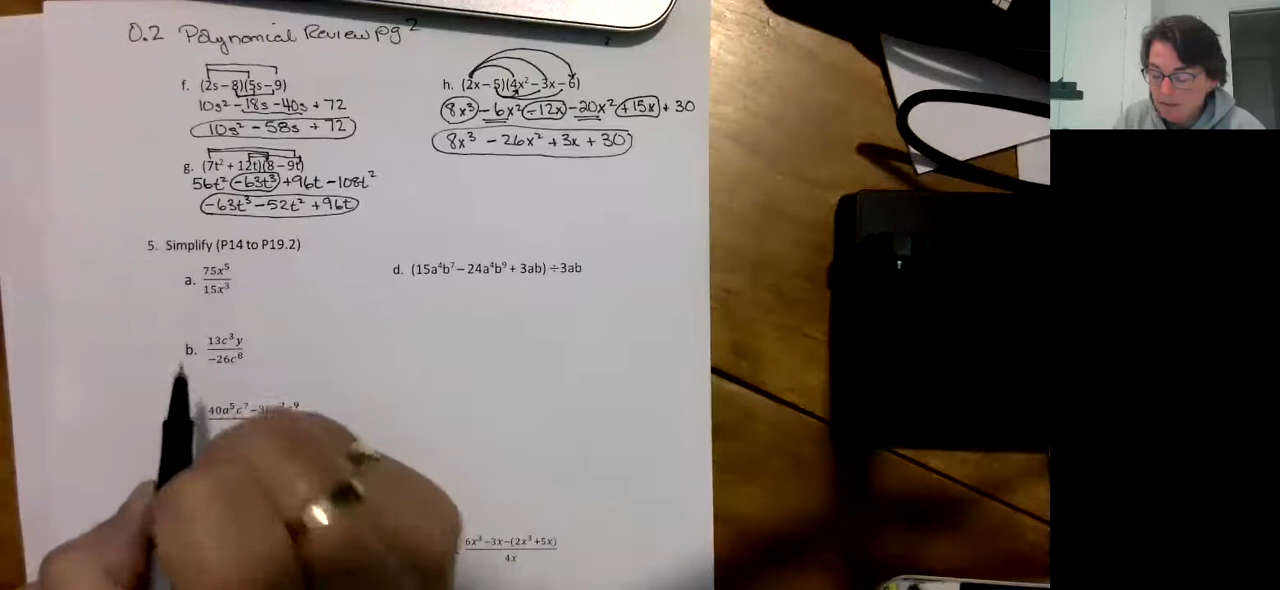 0.2 Polynomial Review pg 2
f. (2s – 8)(5s – 9)
10s² - 18s - 40s + 72
10s² - 58s + 72
g. (7t² + 12t)(8 – 9t)
56t² - 63t³ + 96t - 108t²
-63t³ - 52t² + 96t
h. (2x – 5)(4x² – 3x – 6)
8x³ - 6x² - 12x - 20x² + 15x + 30
8x³ - 26x² + 3x + 30
5. Simplify (P14 to P19.2)
a. 75x⁵
15x³
b. 13c³y
−26c⁸
40a⁵c⁷−3
d. (15a⁴b⁷ – 24a⁴b⁹ + 3ab) ÷3ab
6x³−3x−(2x³+5x)
4x